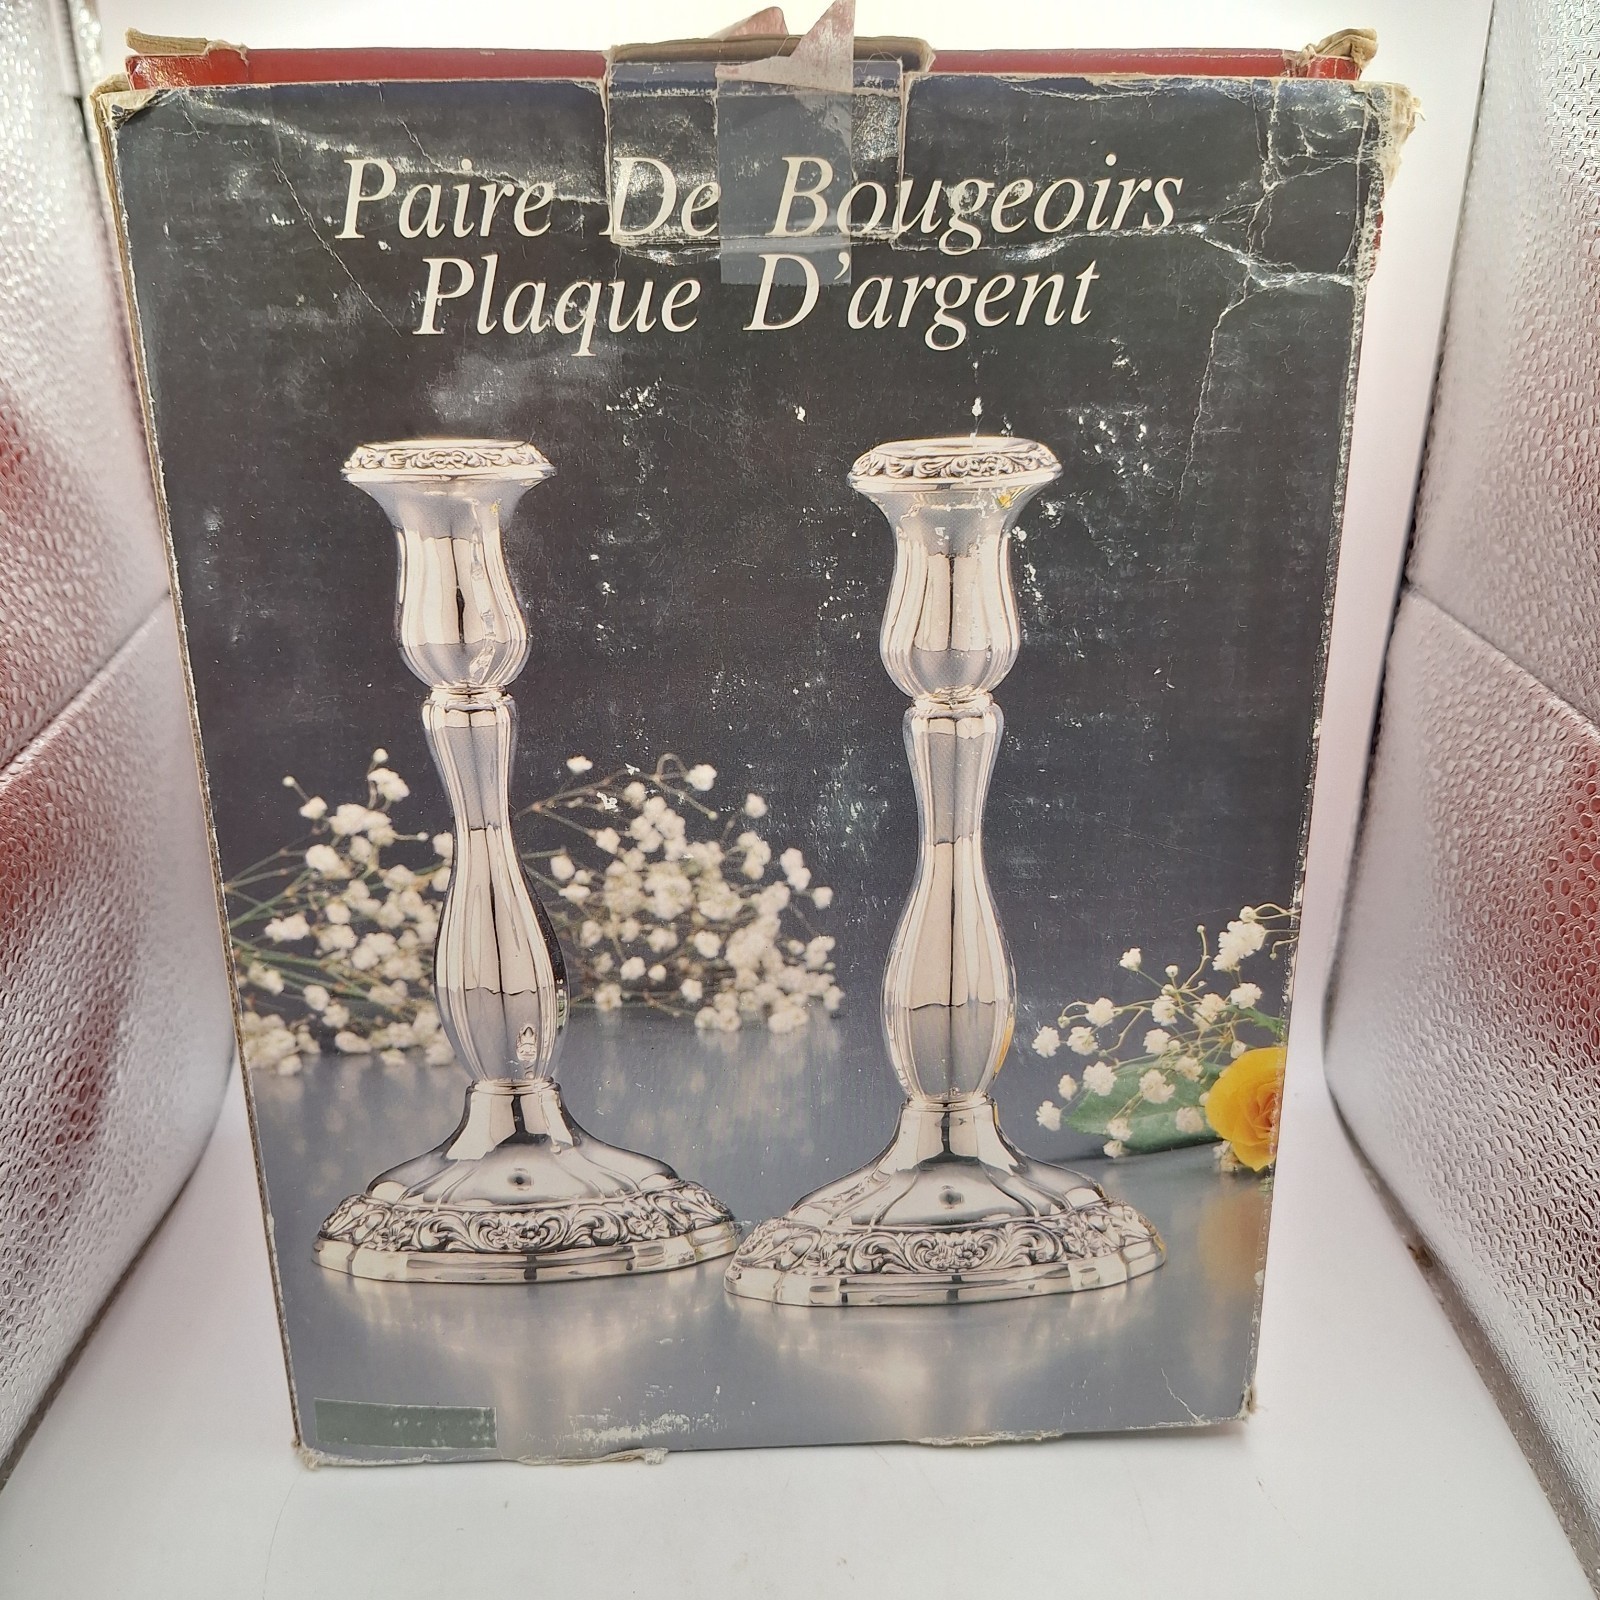 Paire De Bougeoirs
Plaque D'argent